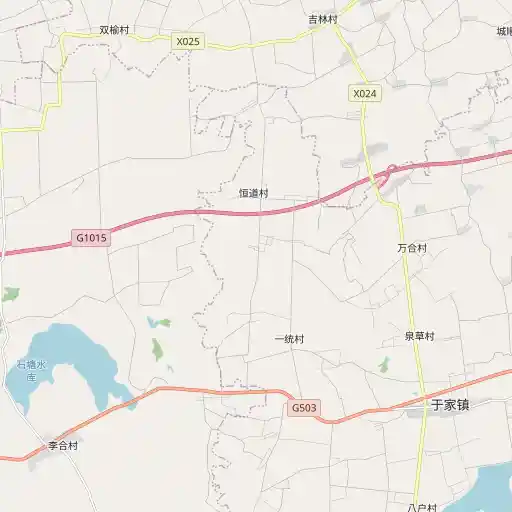 吉林村
双榆村
城
X025
X024
恒道村
G1015
万合村
一统村
泉草村
石塘水
库
G503
于家镇
李合村
八户村